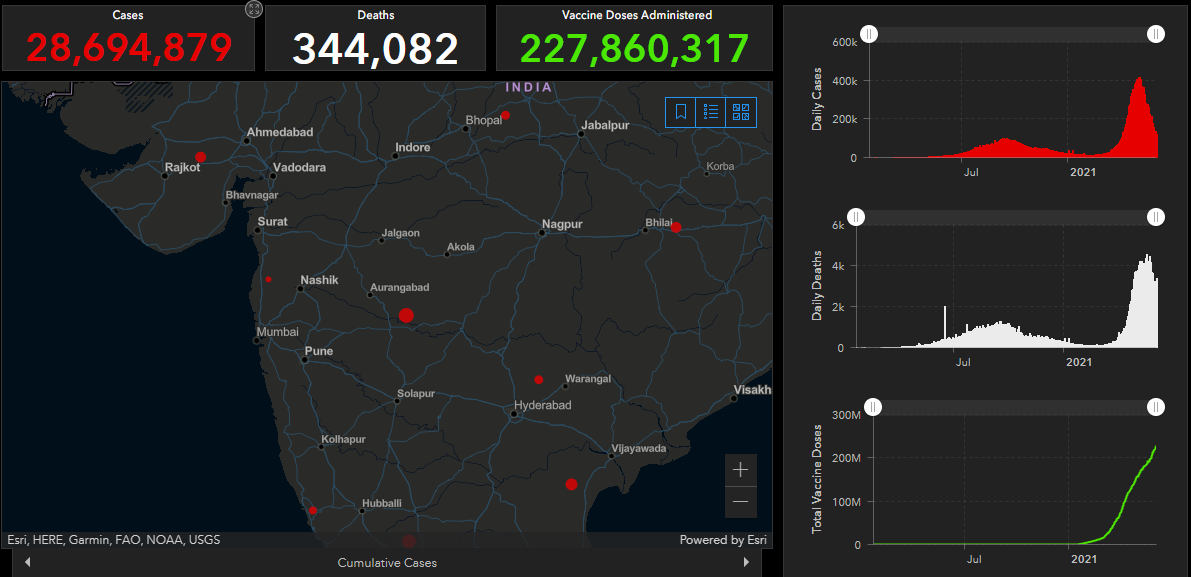 Cases
28,694,879
Deaths
344,082
Vaccine Doses Administered
227,860,317
INDIA
Bhopal
Jabalpur
Ahmedabad
Indore
Rajkot
Vadodara
Korba
Bhavnagar
Surat
Nagpur
Bhilai
Jalgaon
Akola
Nashik
Aurangabad
Mumbai
Pune
Warangal
Solapur
Hyderabad
Visakh
Kolhapur
Vijayawada
Hubballi
Esri, HERE, Garmin, FAO, NOAA, USGS
Powered by Esri
Cumulative Cases
Daily Cases
600k
400k
200k
0
Jul
2021
Daily Deaths
6k
4k
2k
0
Jul
2021
Total Vaccine Doses
300M
200M
100M
0
Jul
2021